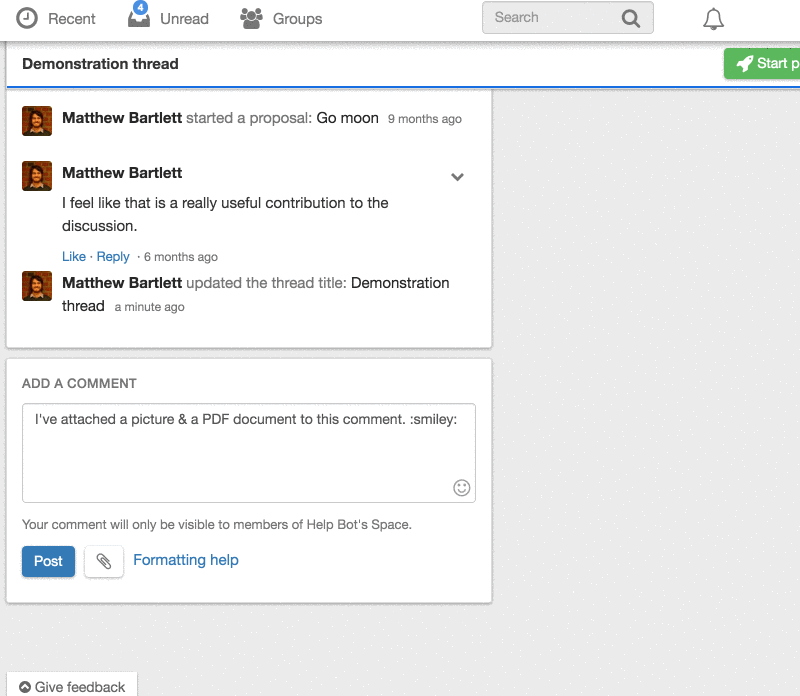 Recent 4 Unread Groups Search
Demonstration thread Start p
Matthew Bartlett started a proposal: Go moon 9 months ago
Matthew Bartlett
I feel like that is a really useful contribution to the
discussion.
Like · Reply · 6 months ago
Matthew Bartlett updated the thread title: Demonstration
thread a minute ago
ADD A COMMENT
I've attached a picture & a PDF document to this comment. :smiley:
Your comment will only be visible to members of Help Bot's Space.
Post Formatting help
Give feedback